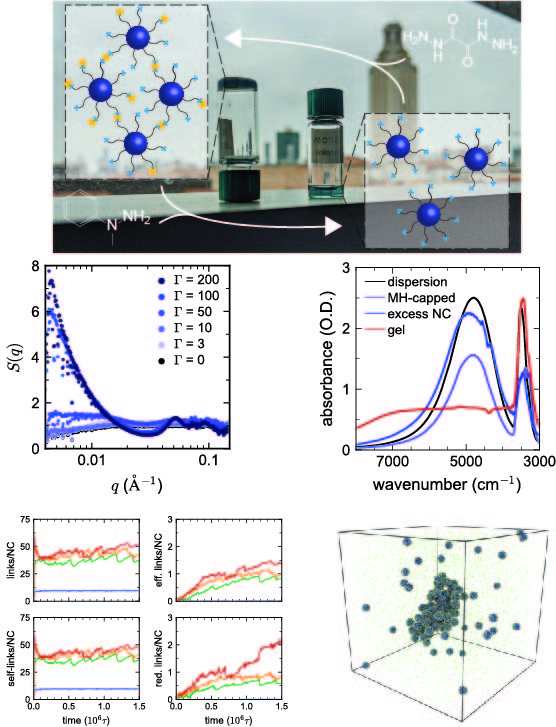 H₂N
N
H
O
O
H
N
NH₂
N
NH₂
8
6
4
2
0
S(q)
Γ = 200
Γ = 100
Γ = 50
Γ = 10
Γ = 3
Γ = 0
0.01
0.1
q (Å⁻¹)
3
2
1
0
absorbance (O.D.)
dispersion
MH-capped
excess NC
gel
7000
5000
3000
wavenumber (cm⁻¹)
75
50
25
0
links/NC
3
2
1
0
eff. links/NC
75
50
25
0
self-links/NC
0.0
0.5
1.0
1.5
time (10⁶τ)
3
2
1
0
red. links/NC
0.0
0.5
1.0
1.5
time (10⁶τ)